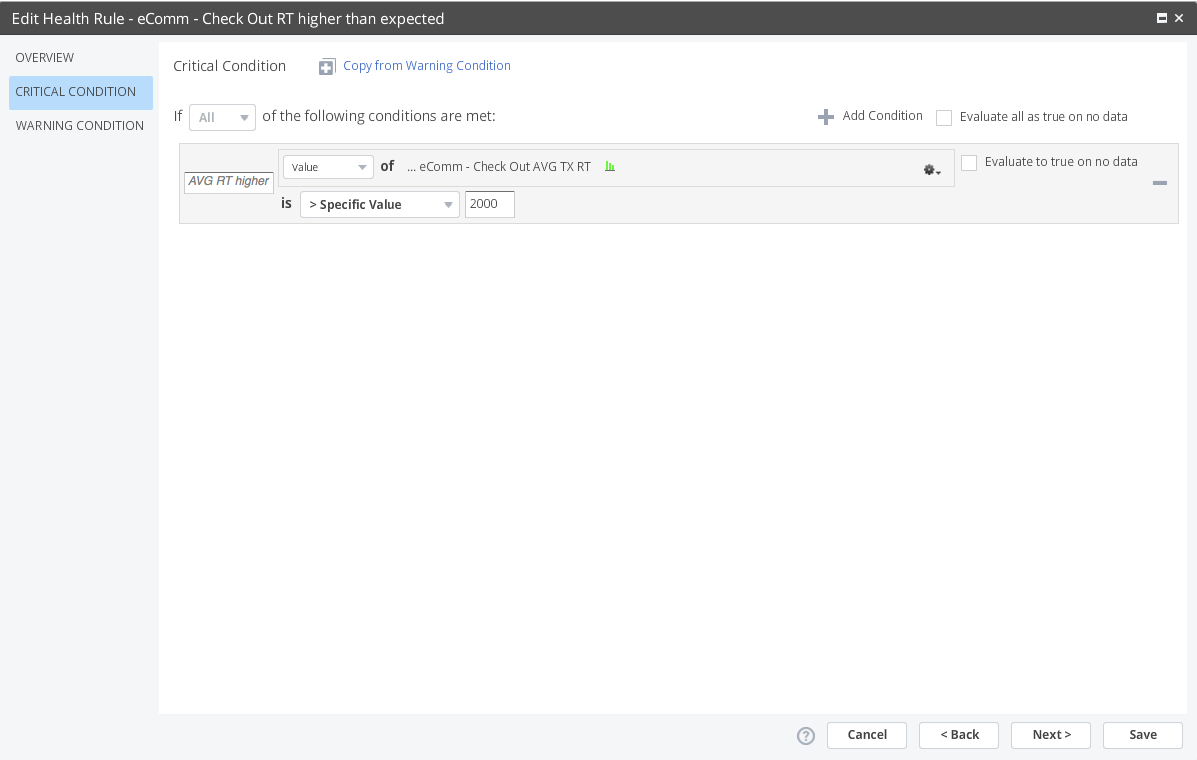 Edit Health Rule - eComm - Check Out RT higher than expected
OVERVIEW
CRITICAL CONDITION
WARNING CONDITION
Critical Condition
Copy from Warning Condition
If All of the following conditions are met:
Add Condition
Evaluate all as true on no data
AVG RT higher
Value of ... eComm - Check Out AVG TX RT
Evaluate to true on no data
is > Specific Value 2000
? Cancel < Back Next > Save